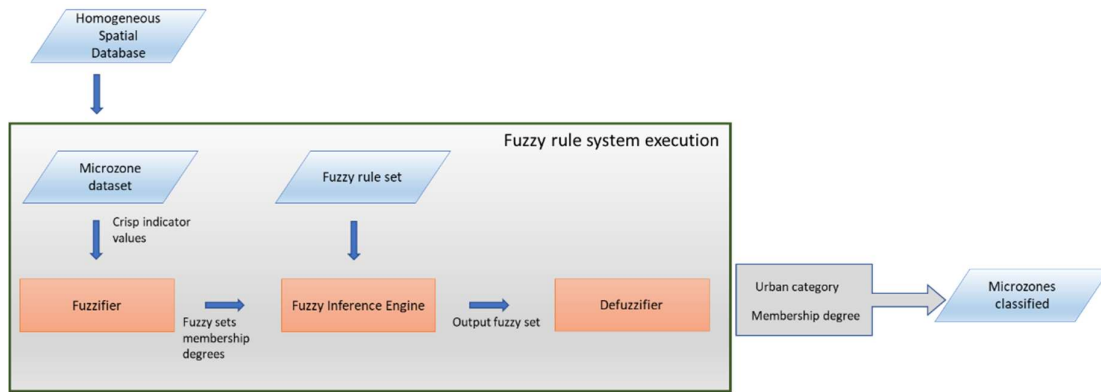 Homogeneous
Spatial
Database
Fuzzy rule system execution
Microzone
dataset
Fuzzy rule set
Crisp indicator
values
Fuzzifier
Fuzzy Inference Engine
Defuzzifier
Fuzzy sets
membership
degrees
Output fuzzy set
Urban category
Membership degree
Microzones
classified